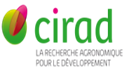 cirad
LA RECHERCHE AGRONOMIQUE
POUR LE DÉVELOPPEMENT